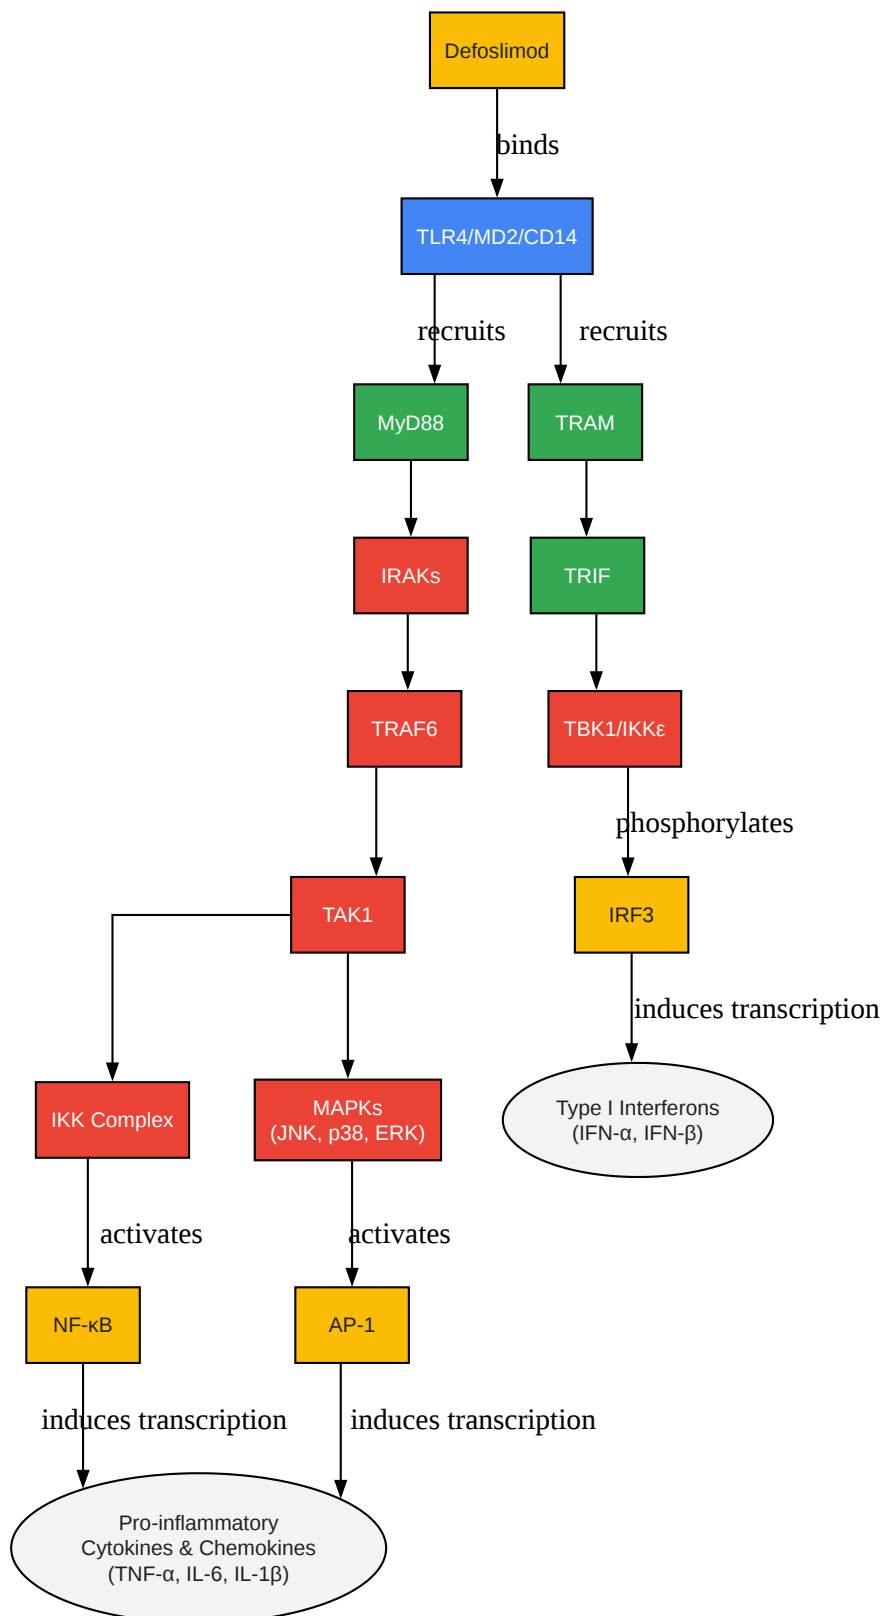 Defoslimod
binds
TLR4/MD2/CD14
recruits
recruits
MyD88
TRAM
IRAKs
TRIF
TRAF6
TBK1/IKKε
phosphorylates
TAK1
IRF3
induces transcription
IKK Complex
MAPKs
(JNK, p38, ERK)
Type I Interferons
(IFN-α, IFN-β)
activates
activates
NF-κB
AP-1
induces transcription
induces transcription
Pro-inflammatory
Cytokines & Chemokines
(TNF-α, IL-6, IL-1β)